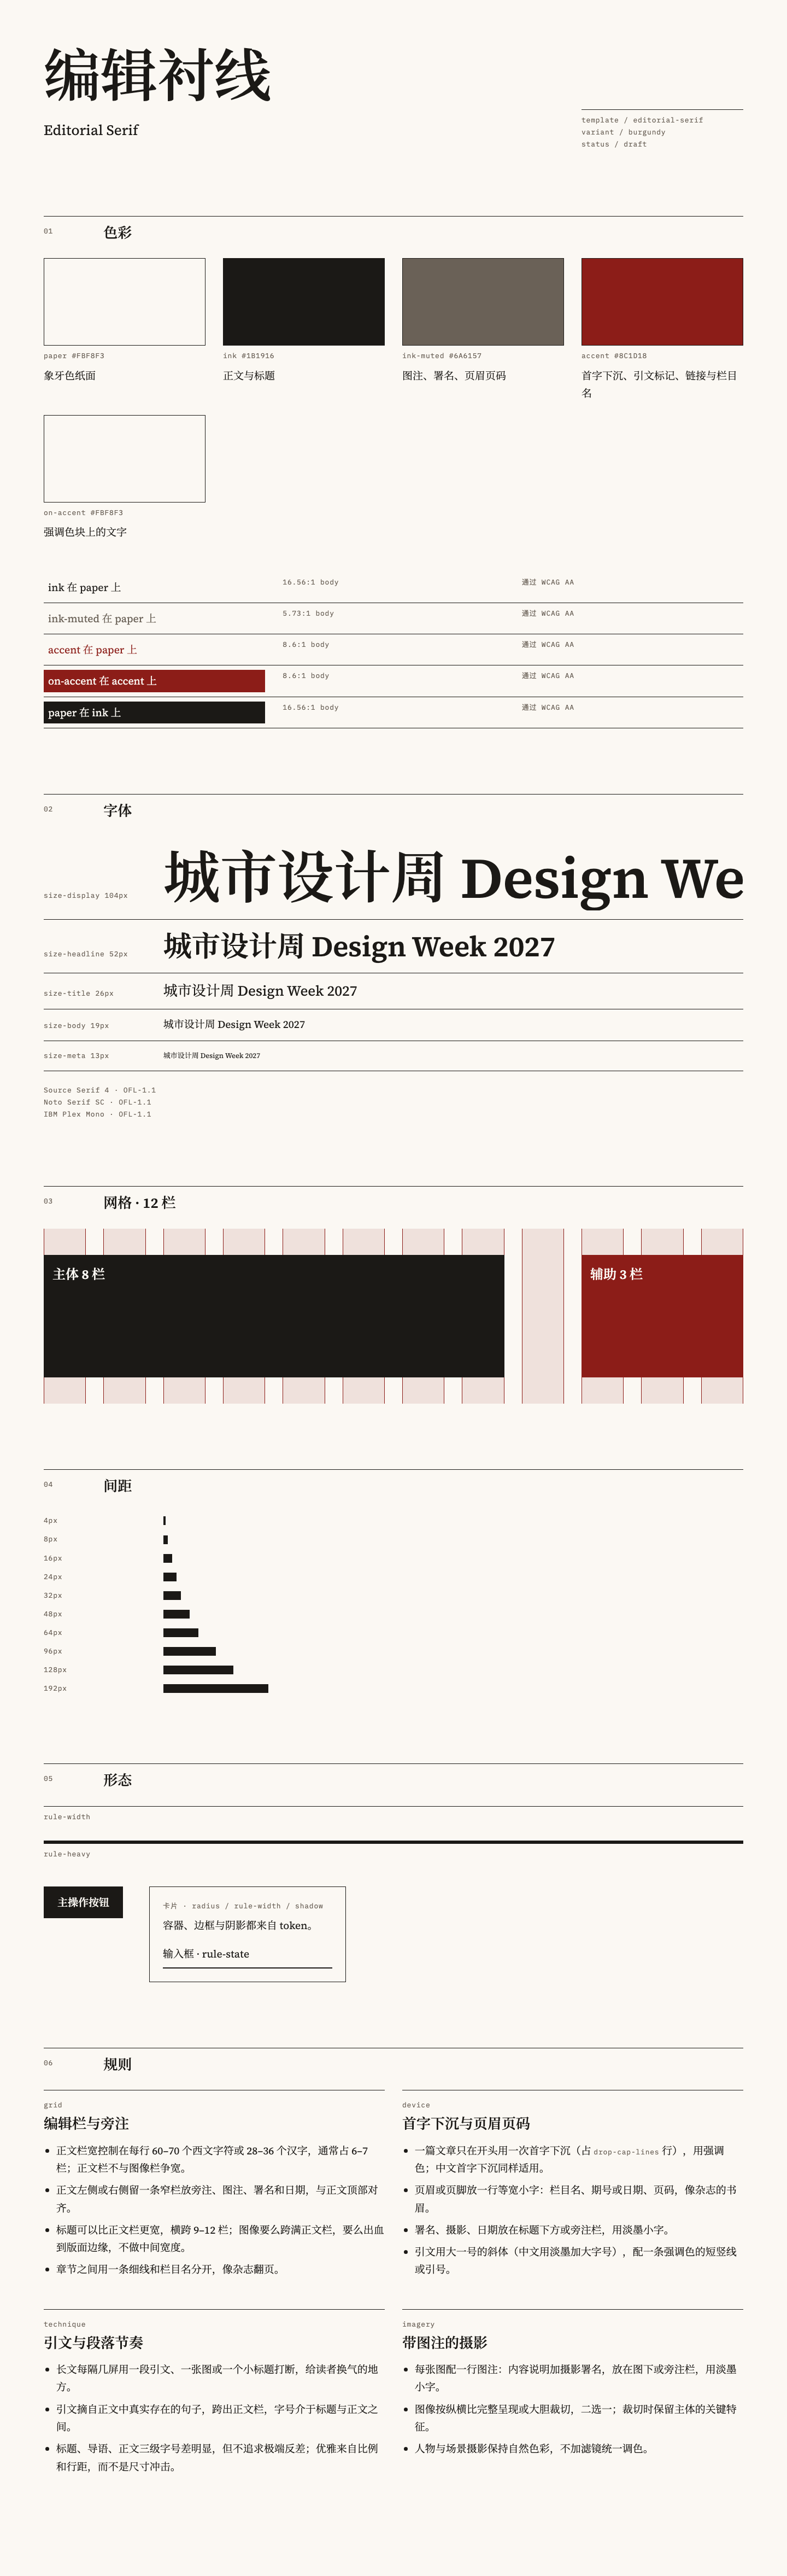 编辑衬线
Editorial Serif
template / editorial-serif
variant / burgundy
status / draft
01
色彩
paper #FBF8F3
象牙色纸面
ink #1B1916
正文与标题
ink-muted #6A6157
图注、署名、页眉页码
accent #8C1D18
首字下沉、引文标记、链接与栏目
名
on-accent #FBF8F3
强调色块上的文字
ink 在 paper 上
16.56:1 body
通过 WCAG AA
ink-muted 在 paper 上
5.73:1 body
通过 WCAG AA
accent 在 paper 上
8.6:1 body
通过 WCAG AA
on-accent 在 accent 上
8.6:1 body
通过 WCAG AA
paper 在 ink 上
16.56:1 body
通过 WCAG AA
02
字体
size-display 104px
城市设计周 Design We
size-headline 52px
城市设计周 Design Week 2027
size-title 26px
城市设计周 Design Week 2027
size-body 19px
城市设计周 Design Week 2027
size-meta 13px
城市设计周 Design Week 2027
Source Serif 4 · OFL-1.1
Noto Serif SC · OFL-1.1
IBM Plex Mono · OFL-1.1
03
网格 · 12 栏
主体 8 栏
辅助 3 栏
04
间距
4px
8px
16px
24px
32px
48px
64px
96px
128px
192px
05
形态
rule-width
rule-heavy
主操作按钮
卡片 · radius / rule-width / shadow
容器、边框与阴影都来自 token。
输入框 · rule-state
06
规则
grid
编辑栏与旁注
正文栏宽控制在每行 60–70 个西文字符或 28–36 个汉字，通常占 6–7
栏；正文栏不与图像栏争宽。
正文左侧或右侧留一条窄栏放旁注、图注、署名和日期，与正文顶部对
齐。
标题可以比正文栏更宽，横跨 9–12 栏；图像要么跨满正文栏，要么出血
到版面边缘，不做中间宽度。
章节之间用一条细线和栏目名分开，像杂志翻页。
device
首字下沉与页眉页码
一篇文章只在开头用一次首字下沉（占 drop-cap-lines 行），用强调
色；中文首字下沉同样适用。
页眉或页脚放一行等宽小字：栏目名、期号或日期、页码，像杂志的书
眉。
署名、摄影、日期放在标题下方或旁注栏，用淡墨小字。
引文用大一号的斜体（中文用淡墨加大字号），配一条强调色的短竖线
或引号。
technique
引文与段落节奏
长文每隔几屏用一段引文、一张图或一个小标题打断，给读者换气的地
方。
引文摘自正文中真实存在的句子，跨出正文栏，字号介于标题与正文之
间。
标题、导语、正文三级字号差明显，但不追求极端反差；优雅来自比例
和行距，而不是尺寸冲击。
imagery
带图注的摄影
每张图配一行图注：内容说明加摄影署名，放在图下或旁注栏，用淡墨
小字。
图像按纵横比完整呈现或大胆裁切，二选一；裁切时保留主体的关键特
征。
人物与场景摄影保持自然色彩，不加滤镜统一调色。